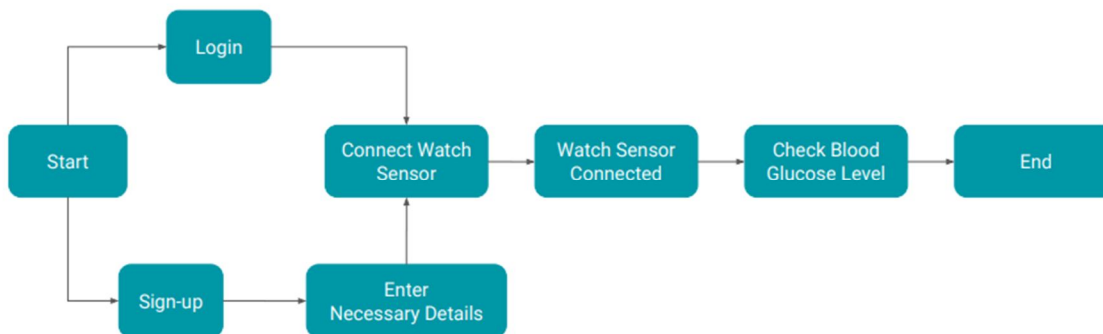 Login
Start
Connect Watch
Sensor
Watch Sensor
Connected
Check Blood
Glucose Level
End
Sign-up
Enter
Necessary Details